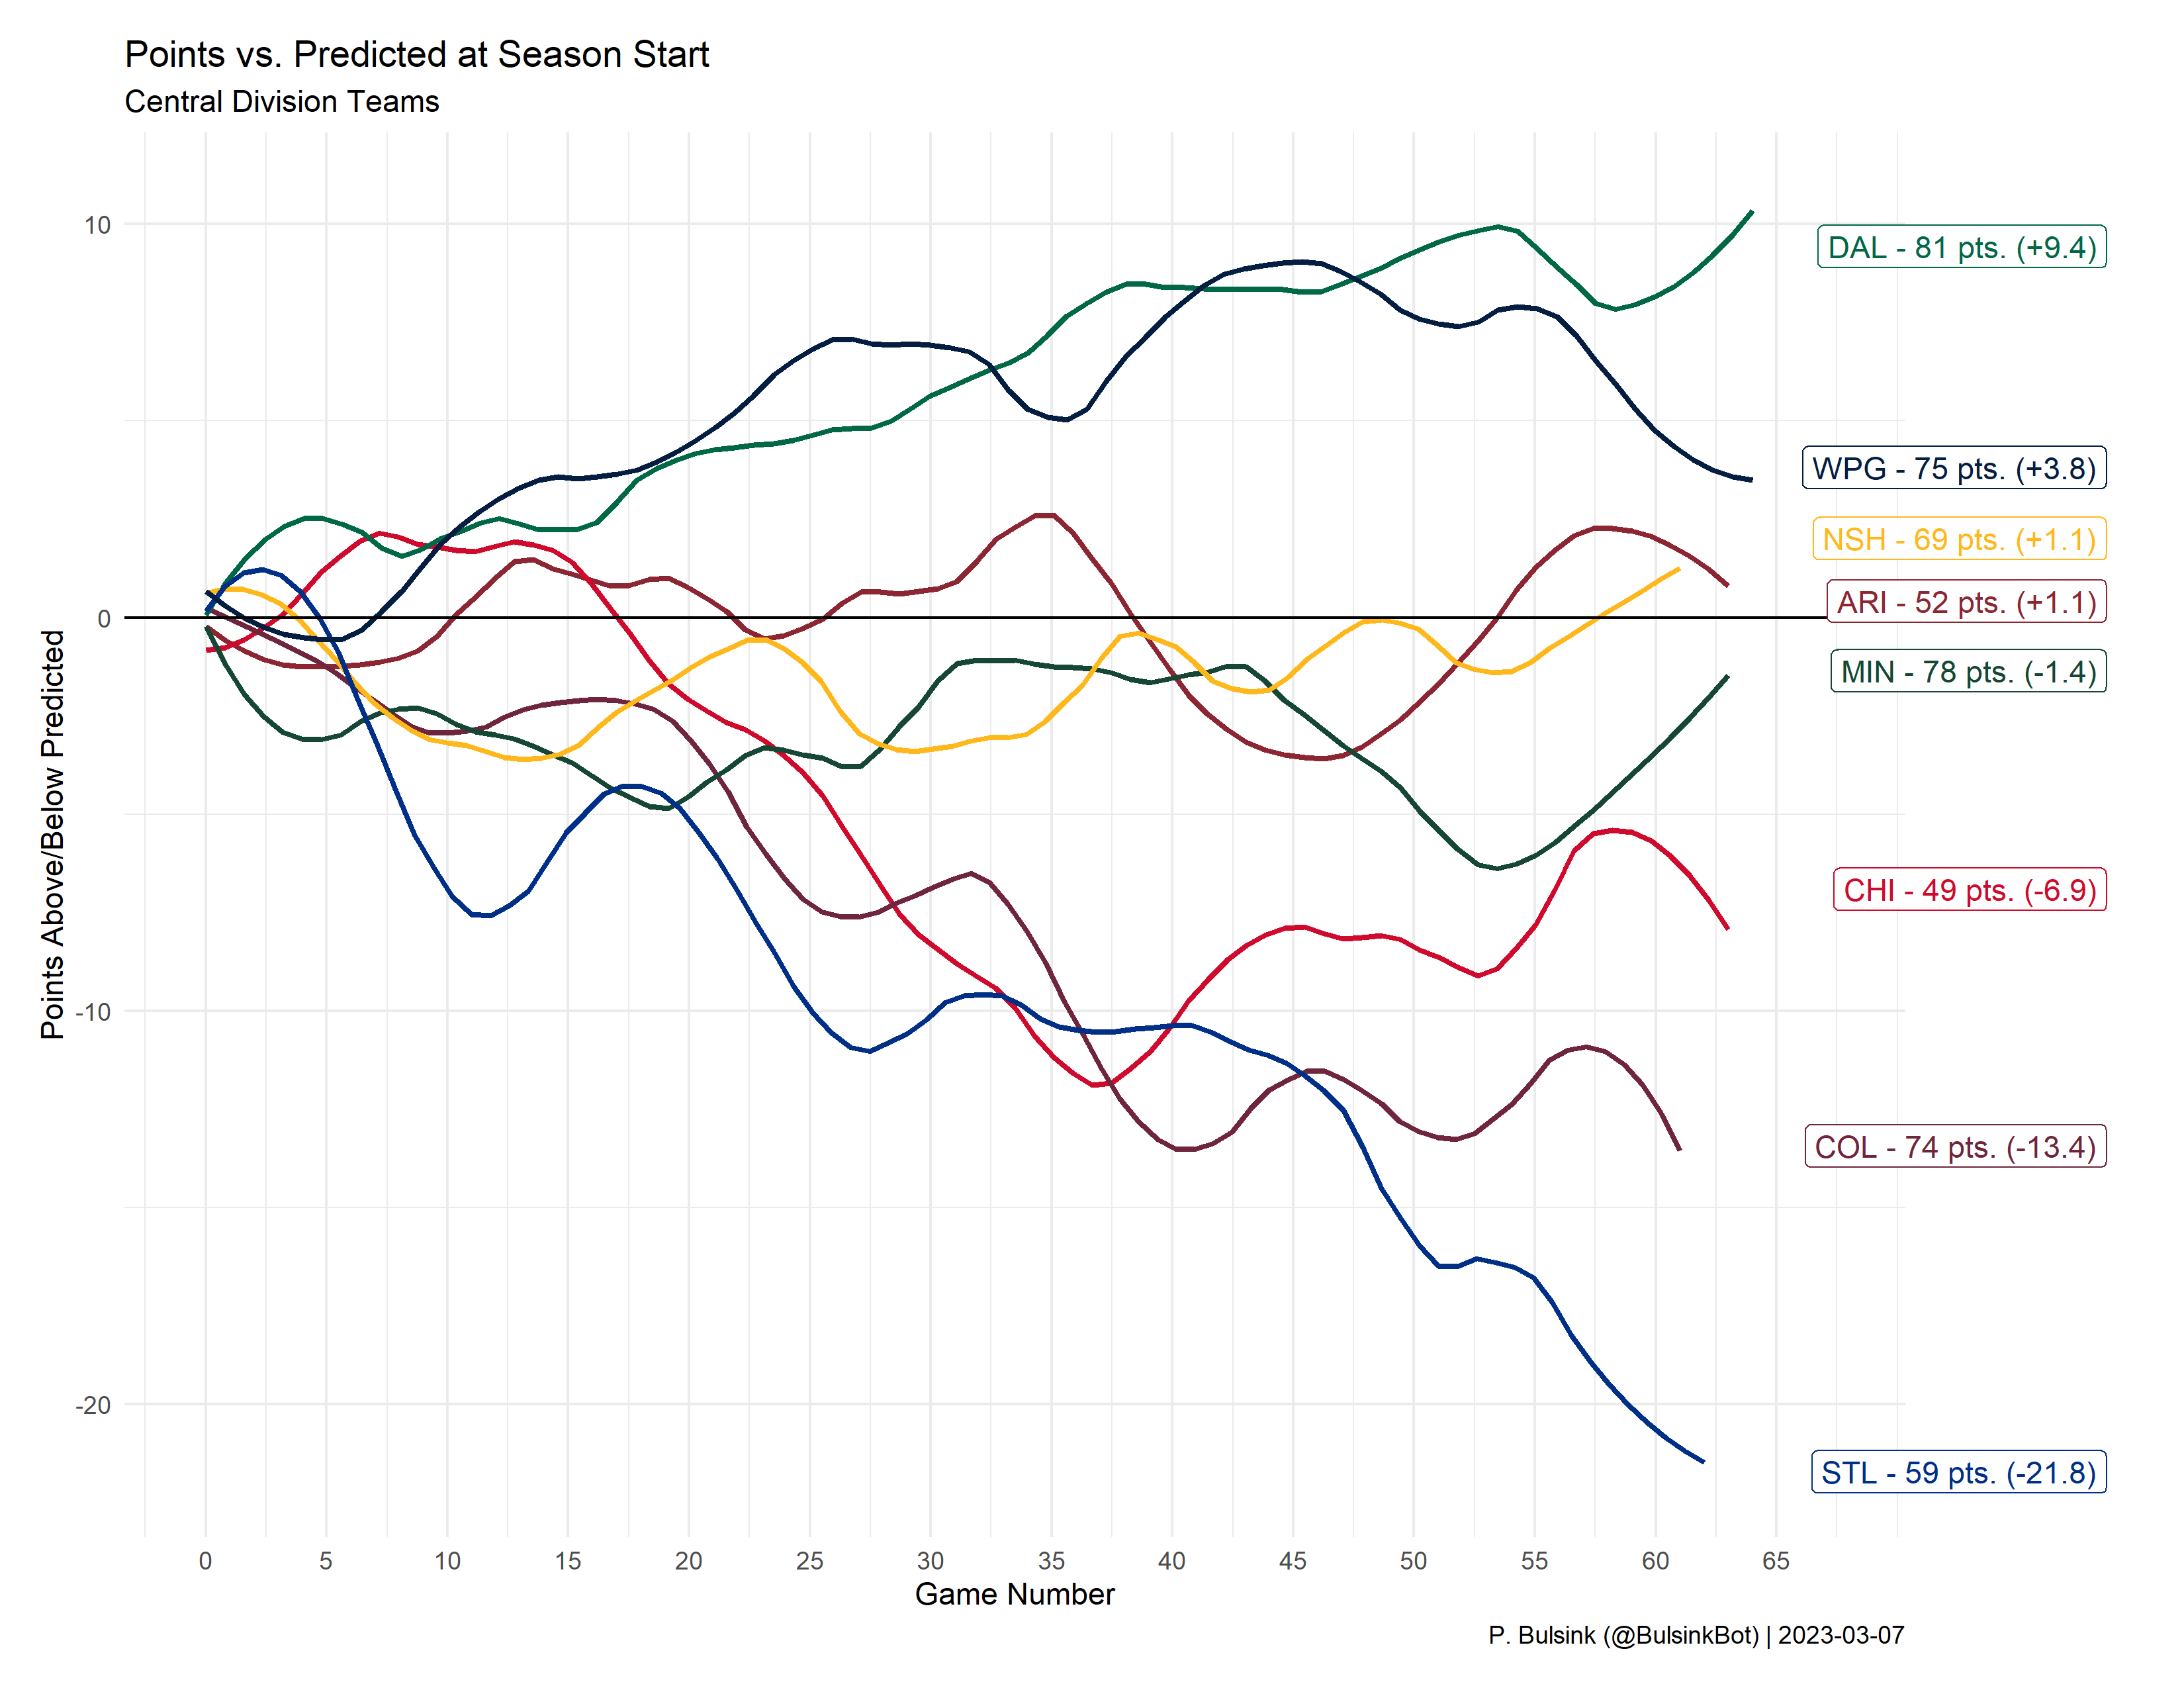 Points vs. Predicted at Season Start
Central Division Teams
Points Above/Below Predicted
10
0
-10
-20
DAL - 81 pts. (+9.4)
WPG - 75 pts. (+3.8)
NSH - 69 pts. (+1.1)
ARI - 52 pts. (+1.1)
MIN - 78 pts. (-1.4)
CHI - 49 pts. (-6.9)
COL - 74 pts. (-13.4)
STL - 59 pts. (-21.8)
0 5 10 15 20 25 30 35 40 45 50 55 60 65
Game Number
P. Bulsink (@BulsinkBot) | 2023-03-07